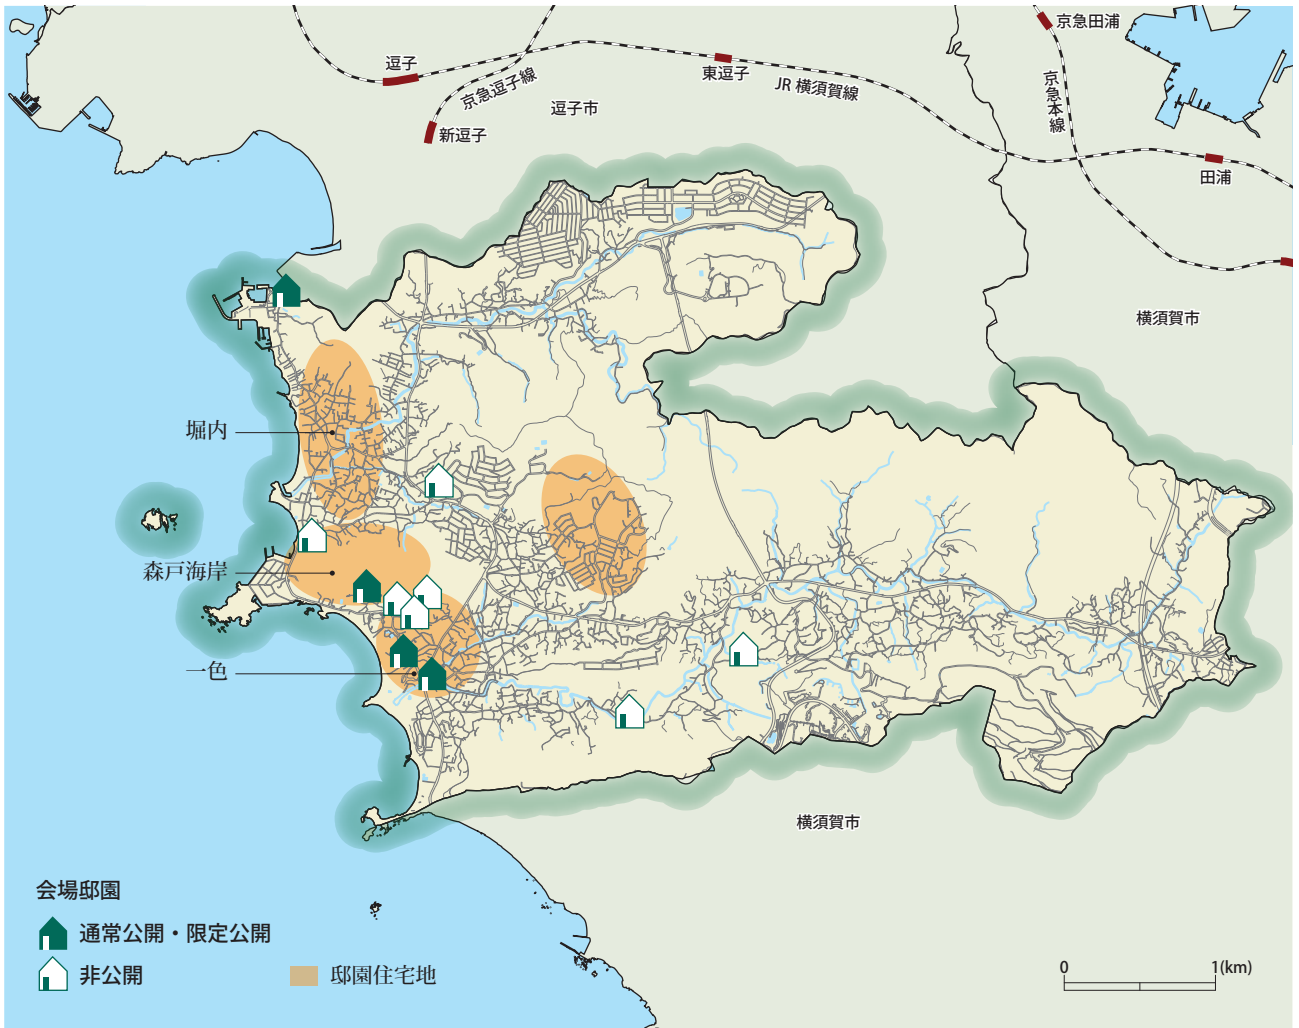 京急田浦
逗子
東逗子
JR 横須賀線
京急逗子線
京急本線
逗子市
新逗子
田浦
横須賀市
堀内
森戸海岸
一色
横須賀市
会場邸園
通常公開・限定公開
非公開
邸園住宅地
0 1(km)